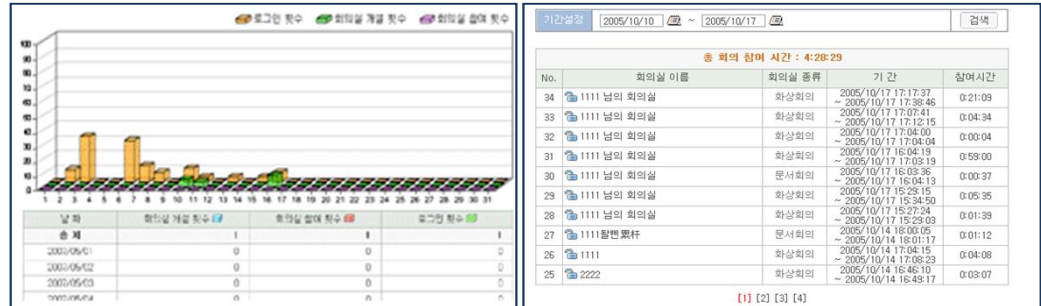 로그인 횟수 회의실 개설 횟수 회의실 참여 횟수
100
90
80
70
60
50
40
30
20
10
0
1 2 3 4 5 6 7 8 9 10 11 12 13 14 15 16 17 18 19 20 21 22 23 24 25 26 27 28 29 30 31
날짜 회의실 개설 횟수 회의실 참여 횟수 로그인 횟수
총 계
0 0 0
0 0 0
0 0 0
0 0 0
기간설정 2005/10/10 ~ 2005/10/17 검색
총 회의 참여 시간 : 4:28:29
No. 회의실 이름 회의실 종류 기 간 참여시간
34 1111 님의 회의실 화상회의 2005/10/17 17:17:37 ~ 2005/10/17 17:38:46 0:21:09
33 1111 님의 회의실 화상회의 2005/10/17 17:07:41 ~ 2005/10/17 17:12:15 0:04:34
32 1111 님의 회의실 화상회의 2005/10/17 17:04:00 ~ 2005/10/17 17:04:04 0:00:04
31 1111 님의 회의실 화상회의 2005/10/17 16:04:19 ~ 2005/10/17 17:03:19 0:59:00
30 1111 님의 회의실 문서회의 2005/10/17 16:03:36 ~ 2005/10/17 16:04:13 0:00:37
29 1111 님의 회의실 화상회의 2005/10/17 15:29:15 ~ 2005/10/17 15:34:50 0:05:35
28 1111 님의 회의실 화상회의 2005/10/17 15:27:24 ~ 2005/10/17 15:29:03 0:01:39
27 1111 문서회의 2005/10/14 18:00:05 ~ 2005/10/14 18:01:17 0:01:12
26 1111 화상회의 2005/10/14 17:04:15 ~ 2005/10/14 17:08:23 0:04:08
25 2222 화상회의 2005/10/14 16:46:10 ~ 2005/10/14 16:49:17 0:03:07
[1] [2] [3] [4]